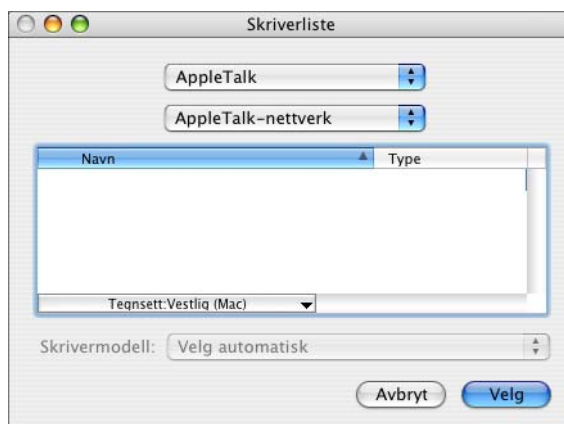 Skriverliste
AppleTalk
AppleTalk-nettverk
Navn Type
Tegnsett:Vestlig (Mac)
Skrivermodell: Velg automatisk
Avbryt Velg